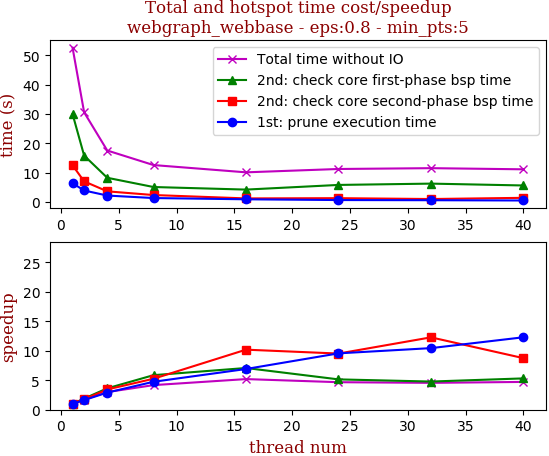 Total and hotspot time cost/speedup
webgraph_webbase - eps:0.8 - min_pts:5
time (s)
50
40
30
20
10
0
Total time without IO
2nd: check core first-phase bsp time
2nd: check core second-phase bsp time
1st: prune execution time
0 5 10 15 20 25 30 35 40
speedup
25
20
15
10
5
0
0 5 10 15 20 25 30 35 40
thread num